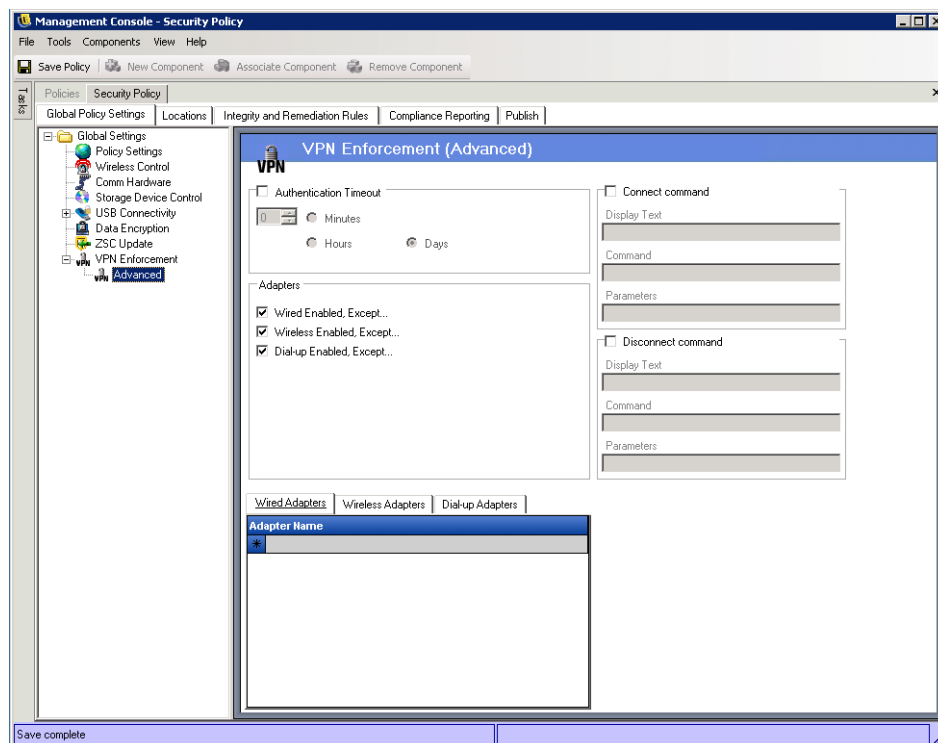 Management Console - Security Policy
File Tools Components View Help
Save Policy New Component Associate Component Remove Component
Tasks
Policies Security Policy
Global Policy Settings Locations Integrity and Remediation Rules Compliance Reporting Publish
Global Settings
Policy Settings
Wireless Control
Comm Hardware
Storage Device Control
USB Connectivity
Data Encryption
ZSC Update
VPN Enforcement
Advanced
VPN
VPN Enforcement (Advanced)
Authentication Timeout
0 Minutes
Hours Days
Adapters
Wired Enabled, Except...
Wireless Enabled, Except...
Dial-up Enabled, Except...
Connect command
Display Text
Command
Parameters
Disconnect command
Display Text
Command
Parameters
Wired Adapters Wireless Adapters Dial-up Adapters
Adapter Name
Save complete